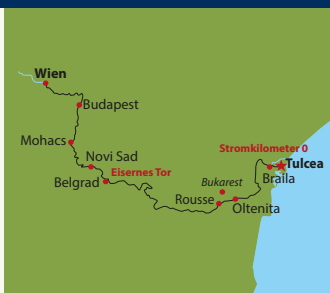 Wien
Budapest
Mohacs
Novi Sad
Eisernes Tor
Belgrad
Stromkilometer 0
Tulcea
Braila
Bukarest
Rousse
Oltenita